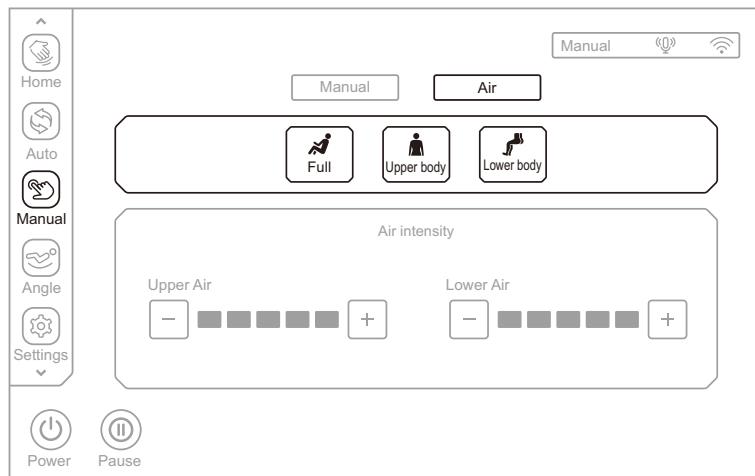 Manual
Home
Auto
Manual
Angle
Settings
Manual
Air
Full
Upper body
Lower body
Air intensity
Upper Air
Lower Air
Power
Pause